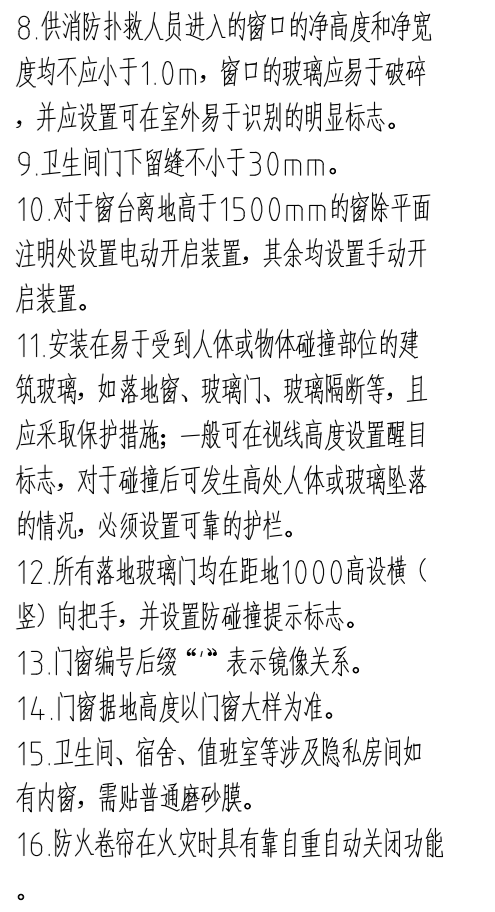 8.供消防扑救人员进入的窗口的净高度和净宽
度均不应小于1.0m，窗口的玻璃应易于破碎
，并应设置可在室外易于识别的明显标志。
9.卫生间门下留缝不小于30mm。
10.对于窗台离地高于1500mm的窗除平面
注明处设置电动开启装置，其余均设置手动开
启装置。
11.安装在易于受到人体或物体碰撞部位的建
筑玻璃，如落地窗、玻璃门、玻璃隔断等，且
应采取保护措施；一般可在视线高度设置醒目
标志，对于碰撞后可发生高处人体或玻璃坠落
的情况，必须设置可靠的护栏。
12.所有落地玻璃门均在距地1000高设横（
竖）向把手，并设置防碰撞提示标志。
13.门窗编号后缀“'”表示镜像关系。
14.门窗据地高度以门窗大样为准。
15.卫生间、宿舍、值班室等涉及隐私房间如
有内窗，需贴普通磨砂膜。
16.防火卷帘在火灾时具有靠自重自动关闭功能
。